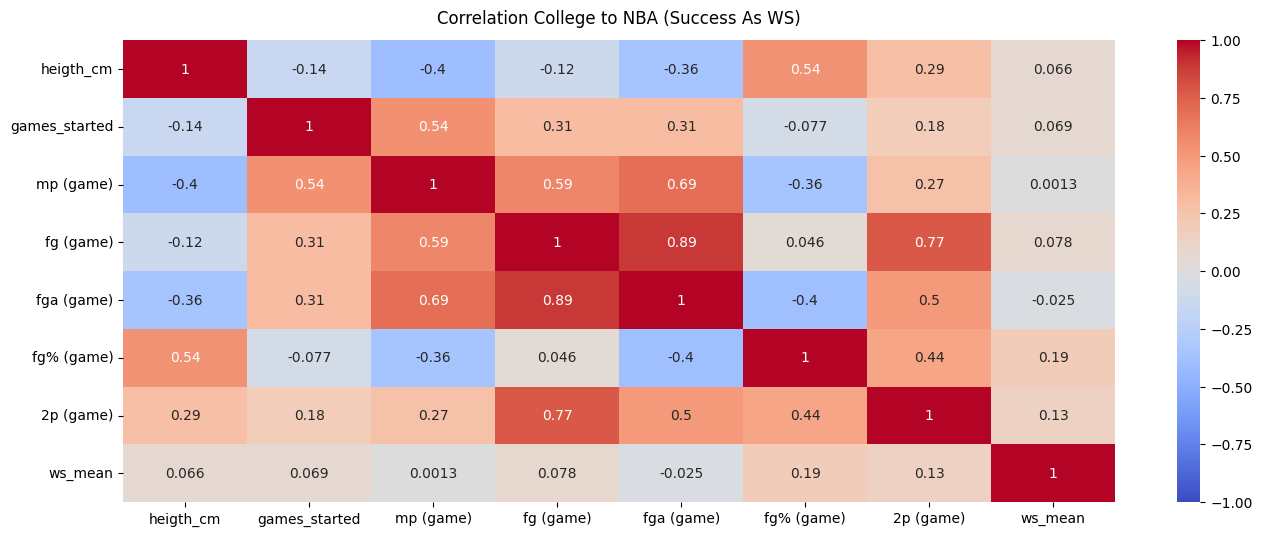 Correlation College to NBA (Success As WS)
heigth_cm 1 -0.14 -0.4 -0.12 -0.36 0.54 0.29 0.066
games_started -0.14 1 0.54 0.31 0.31 -0.077 0.18 0.069
mp (game) -0.4 0.54 1 0.59 0.69 -0.36 0.27 0.0013
fg (game) -0.12 0.31 0.59 1 0.89 0.046 0.77 0.078
fga (game) -0.36 0.31 0.69 0.89 1 -0.4 0.5 -0.025
fg% (game) 0.54 -0.077 -0.36 0.046 -0.4 1 0.44 0.19
2p (game) 0.29 0.18 0.27 0.77 0.5 0.44 1 0.13
ws_mean 0.066 0.069 0.0013 0.078 -0.025 0.19 0.13 1
heigth_cm games_started mp (game) fg (game) fga (game) fg% (game) 2p (game) ws_mean
1.00
0.75
0.50
0.25
0.00
−0.25
−0.50
−0.75
−1.00